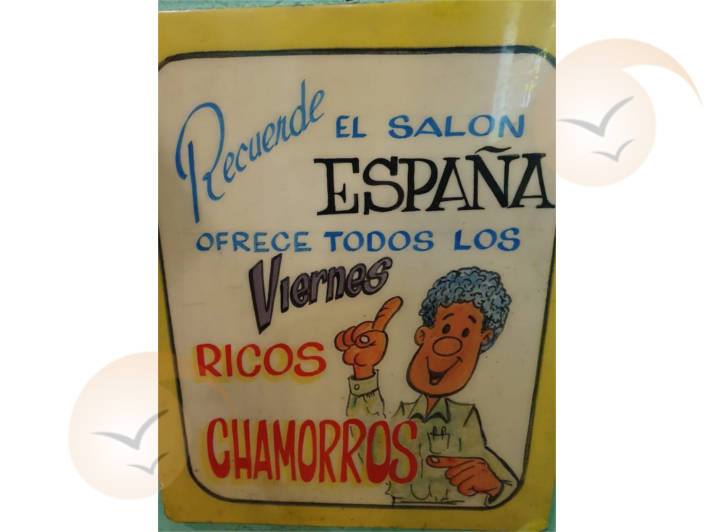 Recuerde EL SALON
ESPAÑA
OFRECE TODOS LOS
Viernes
RICOS
CHAMORROS